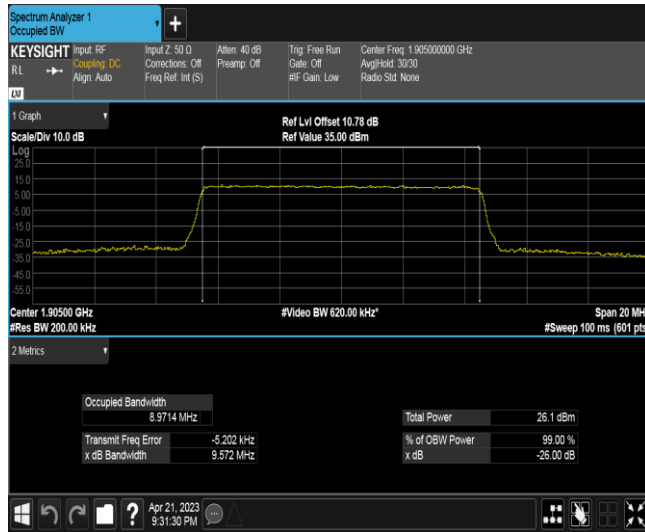 Spectrum Analyzer 1
Occupied BW
KEYSIGHT Input: RF Input Z: 50 Ω Atten: 40 dB Trig: Free Run Center Freq: 1.905000000 GHz
RL Coupling: DC Corrections: Off Preamp: Off Gate: Off Avg|Hold: 30/30
Align: Auto Freq Ref: Int (S) #IF Gain: Low Radio Std: None
1 Graph
Ref Lvl Offset 10.78 dB
Scale/Div 10.0 dB Ref Value 35.00 dBm
Log
25.0
15.0
5.00
-5.00
-15.0
-25.0
-35.0
-45.0
-55.0
Center 1.90500 GHz #Video BW 620.00 kHz* Span 20 MH
#Res BW 200.00 kHz #Sweep 100 ms (601 pts
2 Metrics
Occupied Bandwidth
8.9714 MHz Total Power 26.1 dBm
Transmit Freq Error -5.202 kHz % of OBW Power 99.00 %
x dB Bandwidth 9.572 MHz x dB -26.00 dB
? Apr 21, 2023
9:31:30 PM